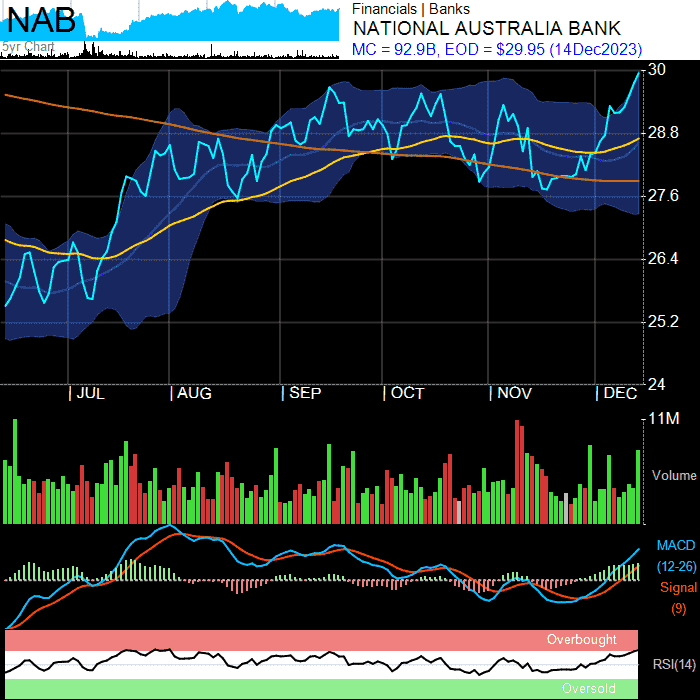 NAB
5yr Chart
Financials | Banks
NATIONAL AUSTRALIA BANK
MC = 92.9B, EOD = $29.95 (14Dec2023)
30
28.8
27.6
26.4
25.2
24
JUL AUG SEP OCT NOV DEC
11M
Volume
MACD
(12-26)
Signal
(9)
Overbought
RSI(14)
Oversold